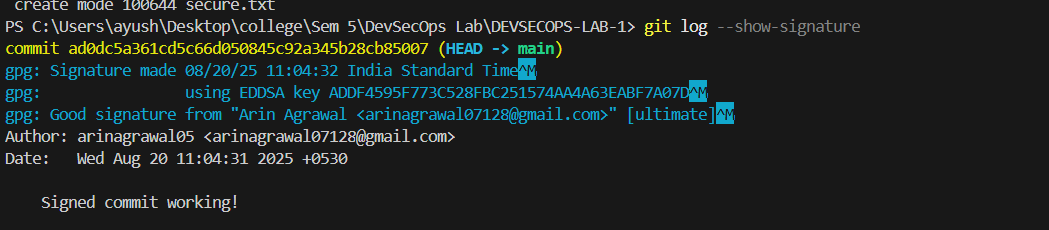 create mode 100644 secure.txt
PS C:\Users\ayush\Desktop\college\Sem 5\DevSecOps Lab\DEVSECOPS-LAB-1> git log --show-signature
commit ad0dc5a361cd5c66d050845c92a345b28cb85007 (HEAD -> main)
gpg: Signature made 08/20/25 11:04:32 India Standard Time^M
gpg:                using EDDSA key ADDF4595F773C528FBC251574AA4A63EABF7A07D^M
gpg: Good signature from "Arin Agrawal <arinagrawal07128@gmail.com>" [ultimate]^M
Author: arinagrawal05 <arinagrawal07128@gmail.com>
Date:   Wed Aug 20 11:04:31 2025 +0530
    Signed commit working!